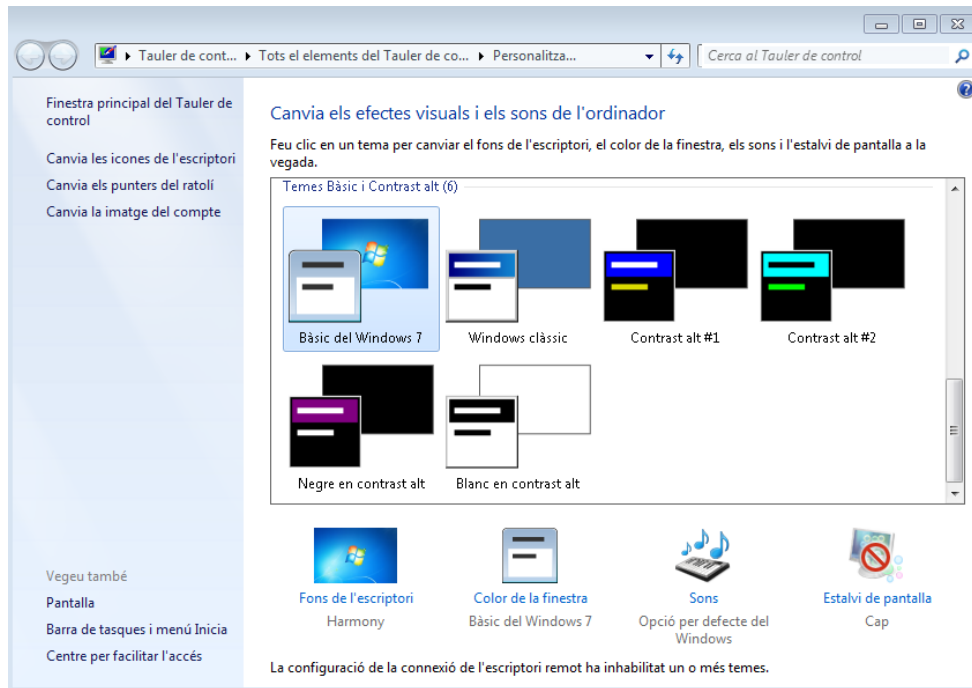 Tauler de cont... Tots el elements del Tauler de co... Personalitza... Cerca al Tauler de control
Finestra principal del Tauler de
control
Canvia les icones de l'escriptori
Canvia els punters del ratolí
Canvia la imatge del compte
Vegeu també
Pantalla
Barra de tasques i menú Inicia
Centre per facilitar l'accés
Canvia els efectes visuals i els sons de l'ordinador
Feu clic en un tema per canviar el fons de l'escriptori, el color de la finestra, els sons i l'estalvi de pantalla a la
vegada.
Temes Bàsic i Contrast alt (6)
Bàsic del Windows 7 Windows clàssic Contrast alt #1 Contrast alt #2
Negre en contrast alt Blanc en contrast alt
Fons de l'escriptori Color de la finestra Sons Estalvi de pantalla
Harmony Bàsic del Windows 7 Opció per defecte del Cap
Windows
La configuració de la connexió de l'escriptori remot ha inhabilitat un o més temes.